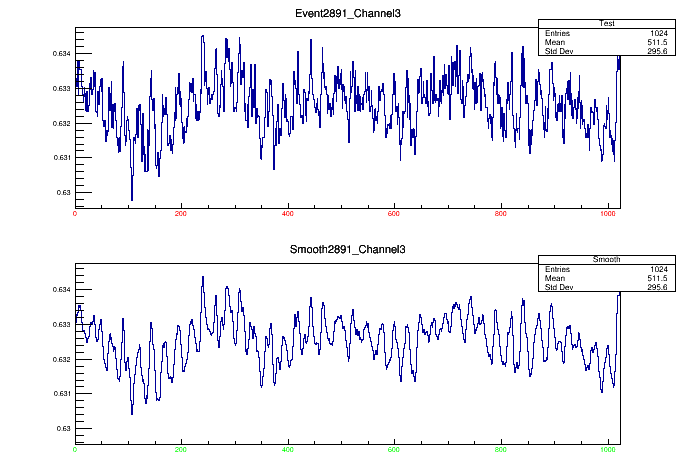 Event2891_Channel3
Test
Entries 1024
Mean 511.5
Std Dev 295.6
0.634
0.633
0.632
0.631
0.63
0 200 400 600 800 1000
Smooth2891_Channel3
Smooth
Entries 1024
Mean 511.5
Std Dev 295.6
0.634
0.633
0.632
0.631
0.63
0 200 400 600 800 1000